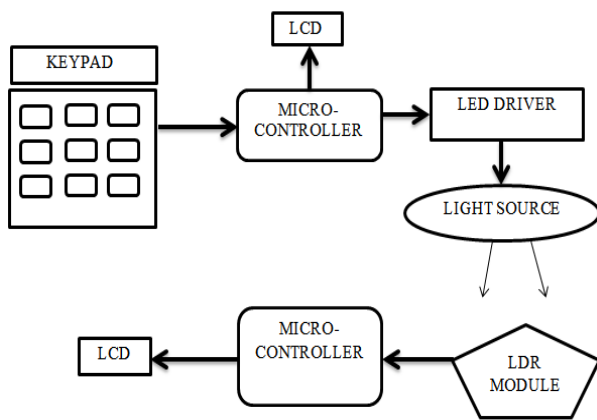 LCD
KEYPAD
MICRO-
CONTROLLER
LED DRIVER
LIGHT SOURCE
MICRO-
CONTROLLER
LCD
LDR
MODULE